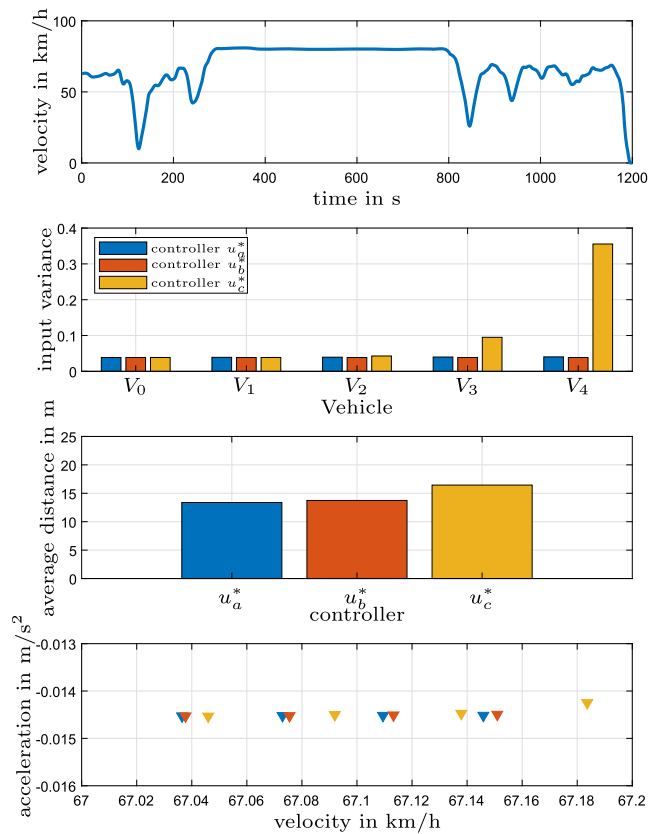 velocity in km/h
100
50
0
0 200 400 600 800 1000 1200
time in s
input variance
0.4
0.3
0.2
0.1
0
controller u*a
controller u*b
controller u*c
V0 V1 V2 V3 V4
Vehicle
average distance in m
25
20
15
10
5
0
u*a u*b u*c
controller
acceleration in m/s²
-0.013
-0.014
-0.015
-0.016
67 67.02 67.04 67.06 67.08 67.1 67.12 67.14 67.16 67.18 67.2
velocity in km/h